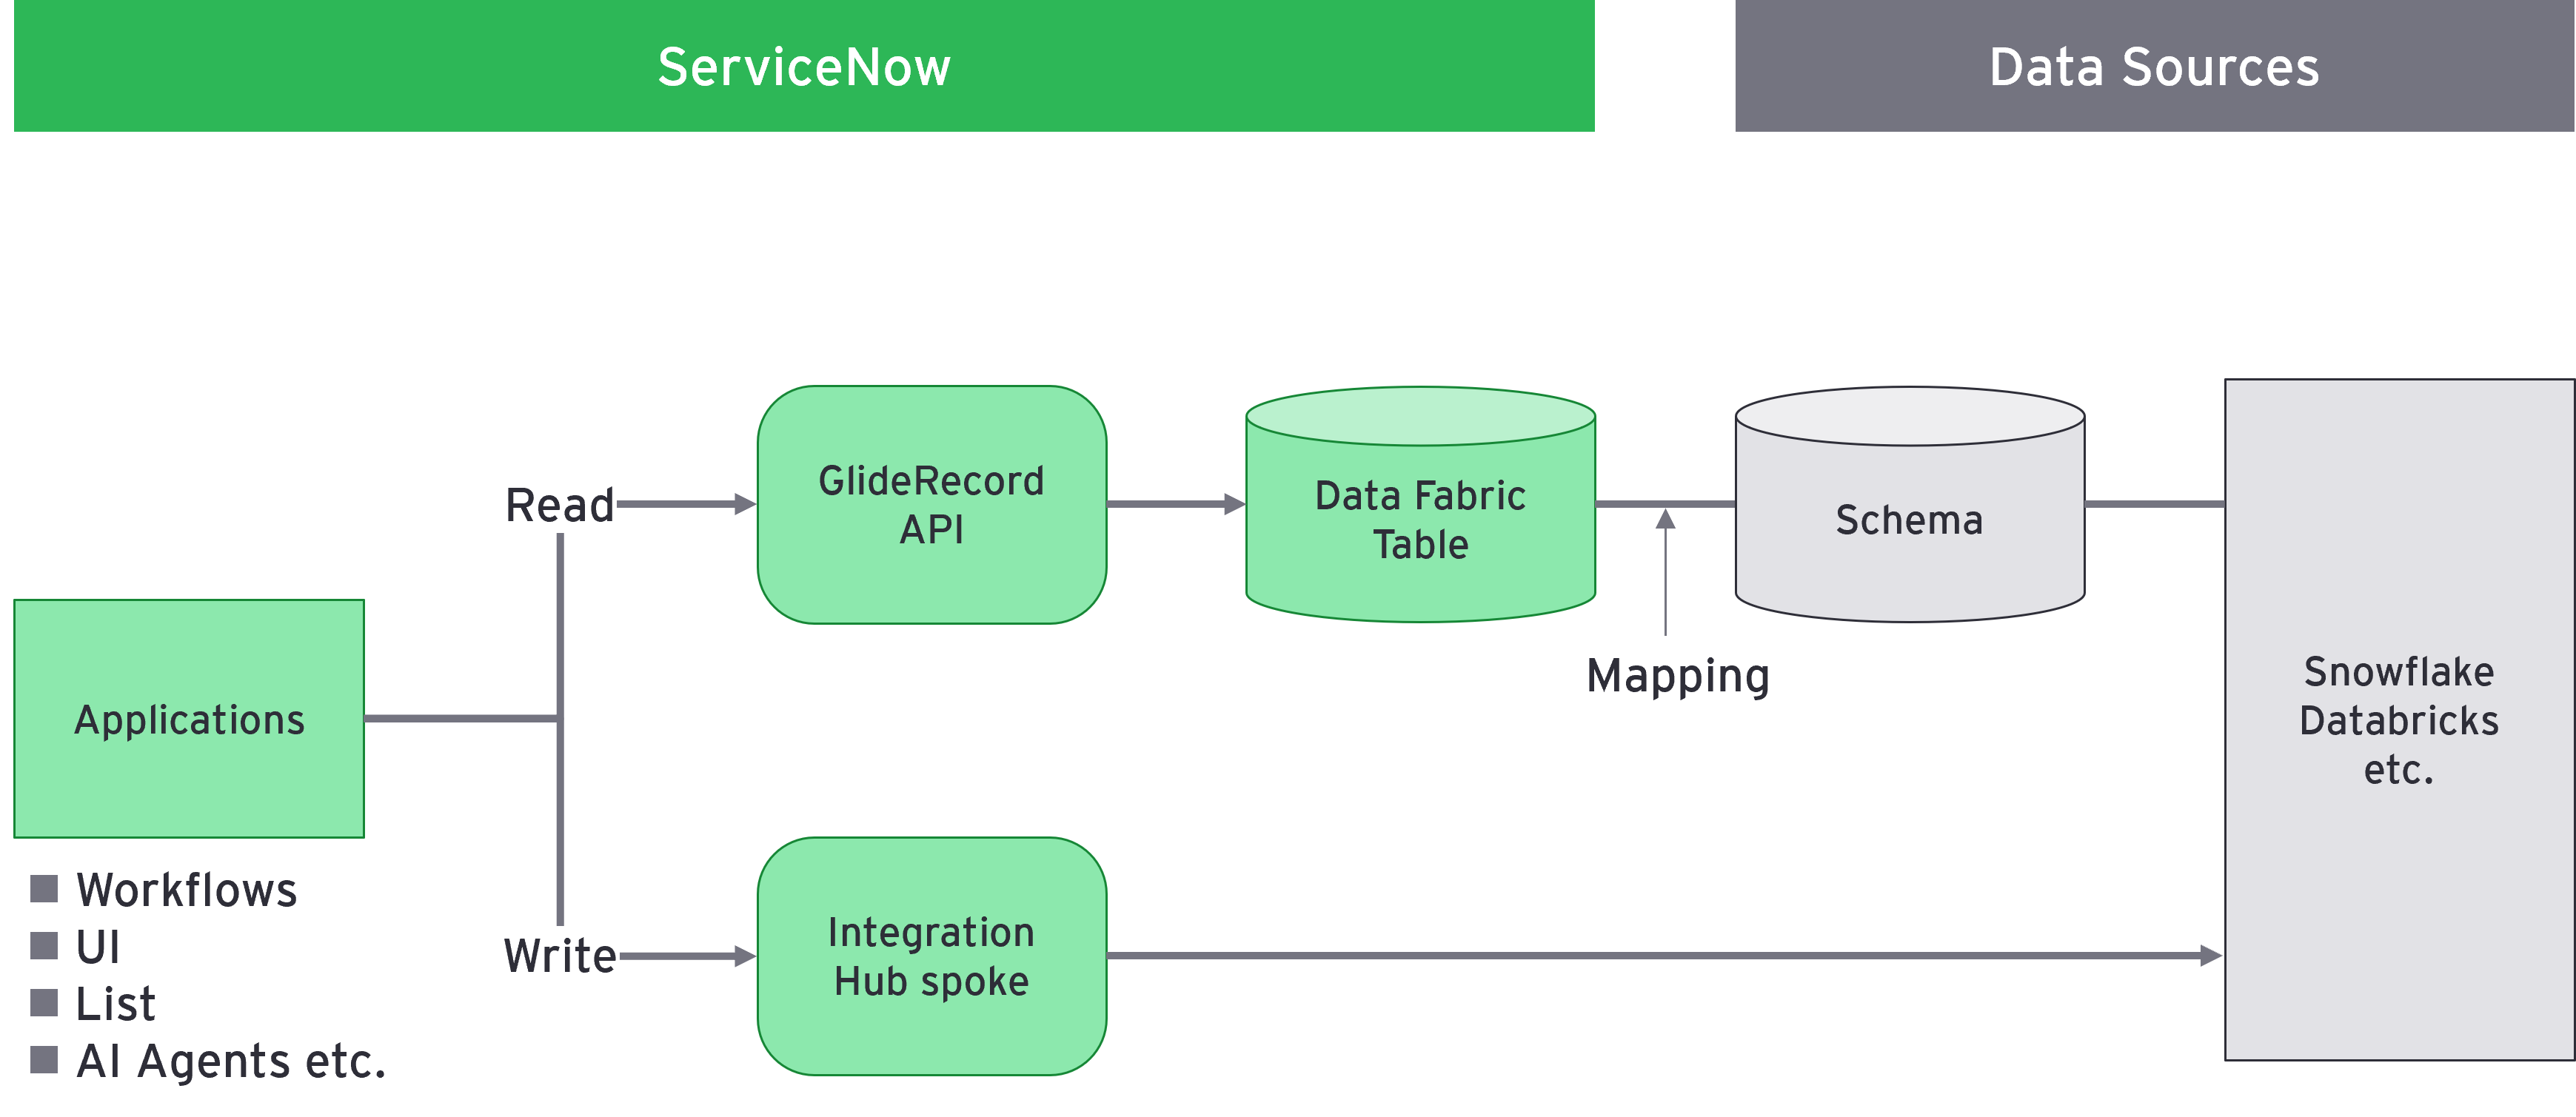 ServiceNow
Data Sources
Read
GlideRecord
API
Data Fabric
Table
Schema
Mapping
Snowflake
Databricks
etc.
Applications
Workflows
UI
List
AI Agents etc.
Write
Integration
Hub spoke